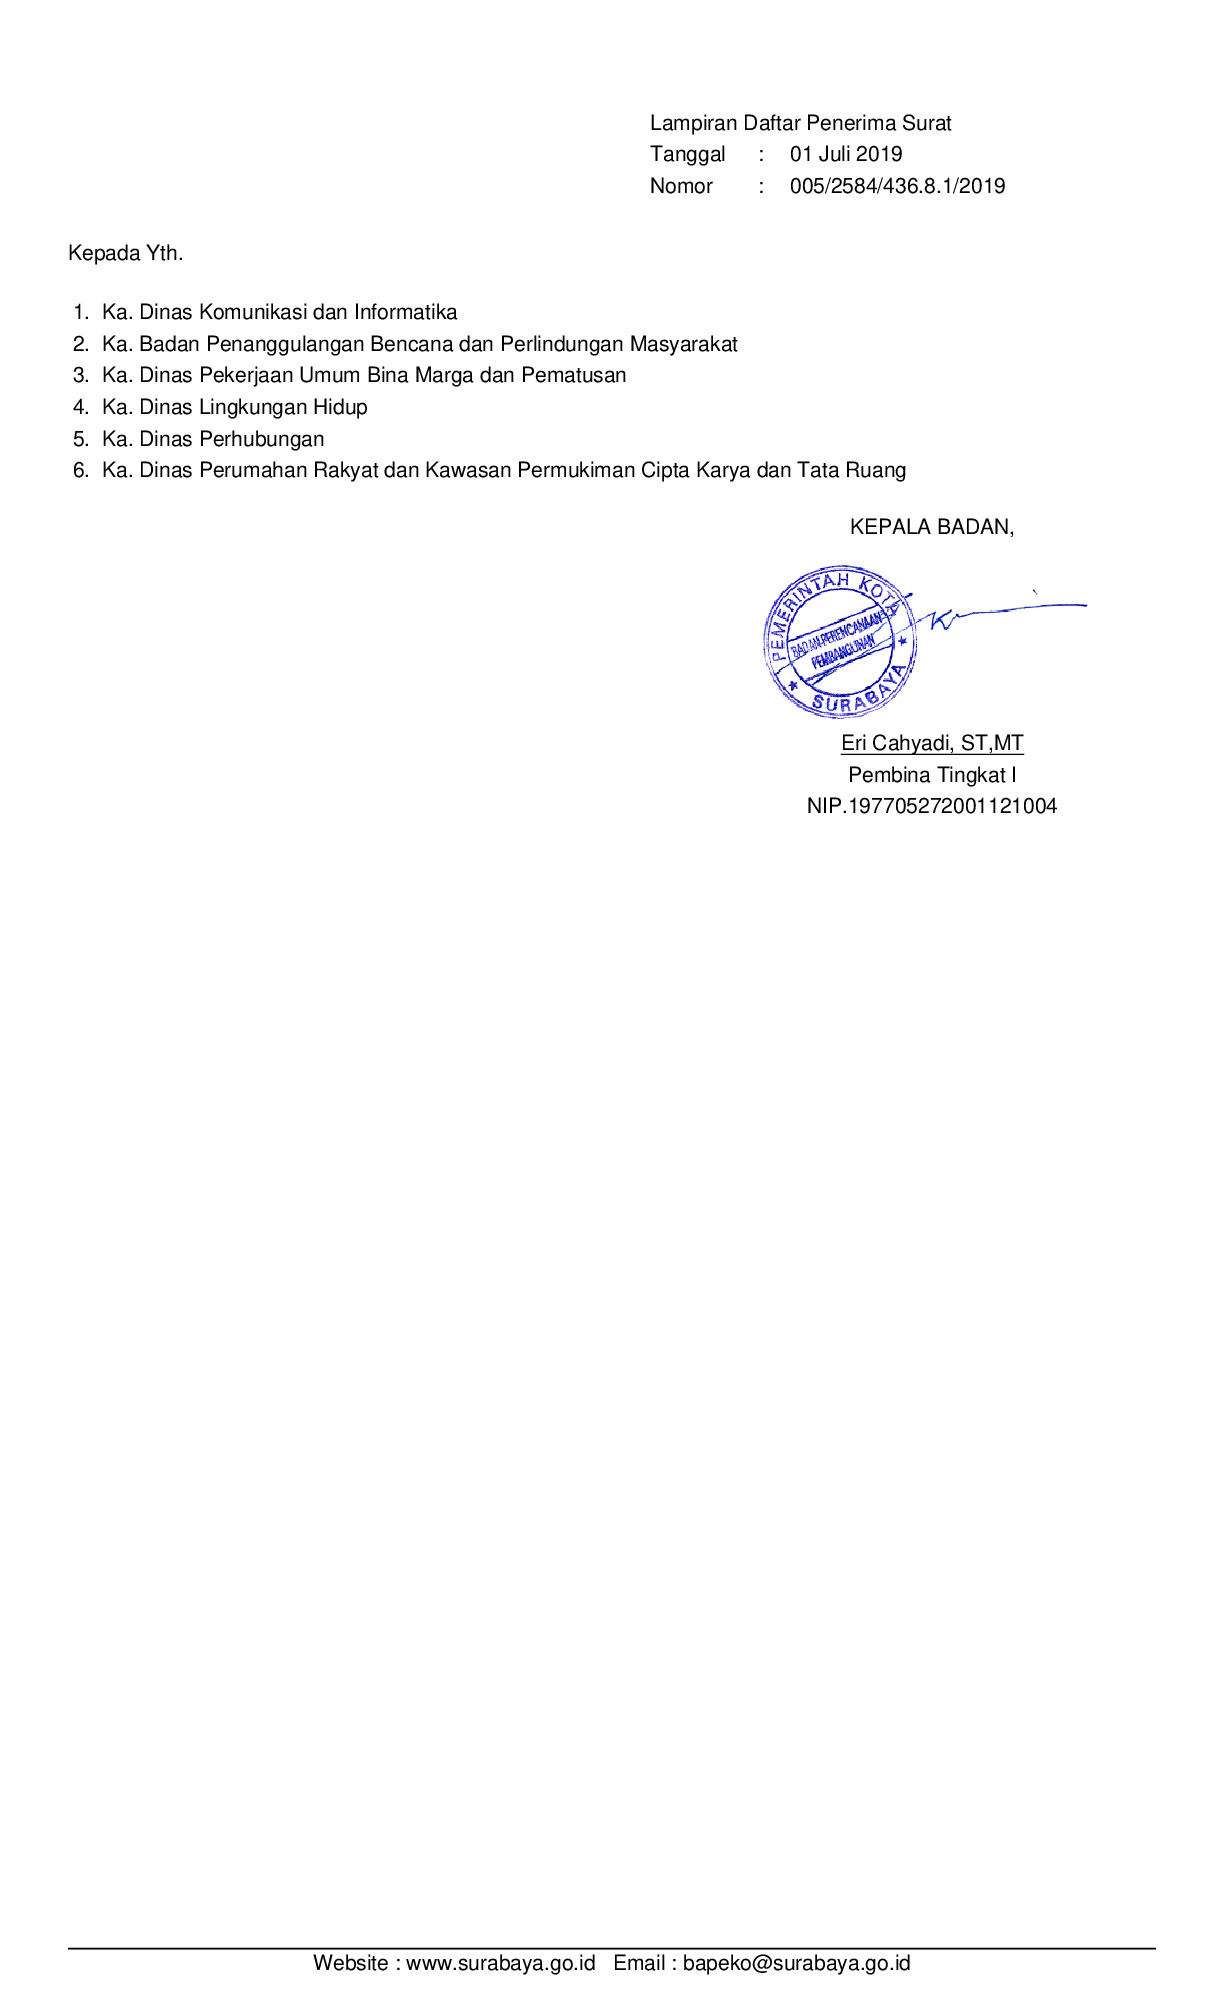 Lampiran Daftar Penerima Surat
Tanggal : 01 Juli 2019
Nomor : 005/2584/436.8.1/2019
Kepada Yth.
1. Ka. Dinas Komunikasi dan Informatika
2. Ka. Badan Penanggulangan Bencana dan Perlindungan Masyarakat
3. Ka. Dinas Pekerjaan Umum Bina Marga dan Pematusan
4. Ka. Dinas Lingkungan Hidup
5. Ka. Dinas Perhubungan
6. Ka. Dinas Perumahan Rakyat dan Kawasan Permukiman Cipta Karya dan Tata Ruang
KEPALA BADAN,
PEMERINTAH KOTA
BADAN PERENCANAAN
PEMBANGUNAN
SURABAYA
Eri Cahyadi, ST,MT
Pembina Tingkat I
NIP.197705272001121004
Website : www.surabaya.go.id Email : bapeko@surabaya.go.id